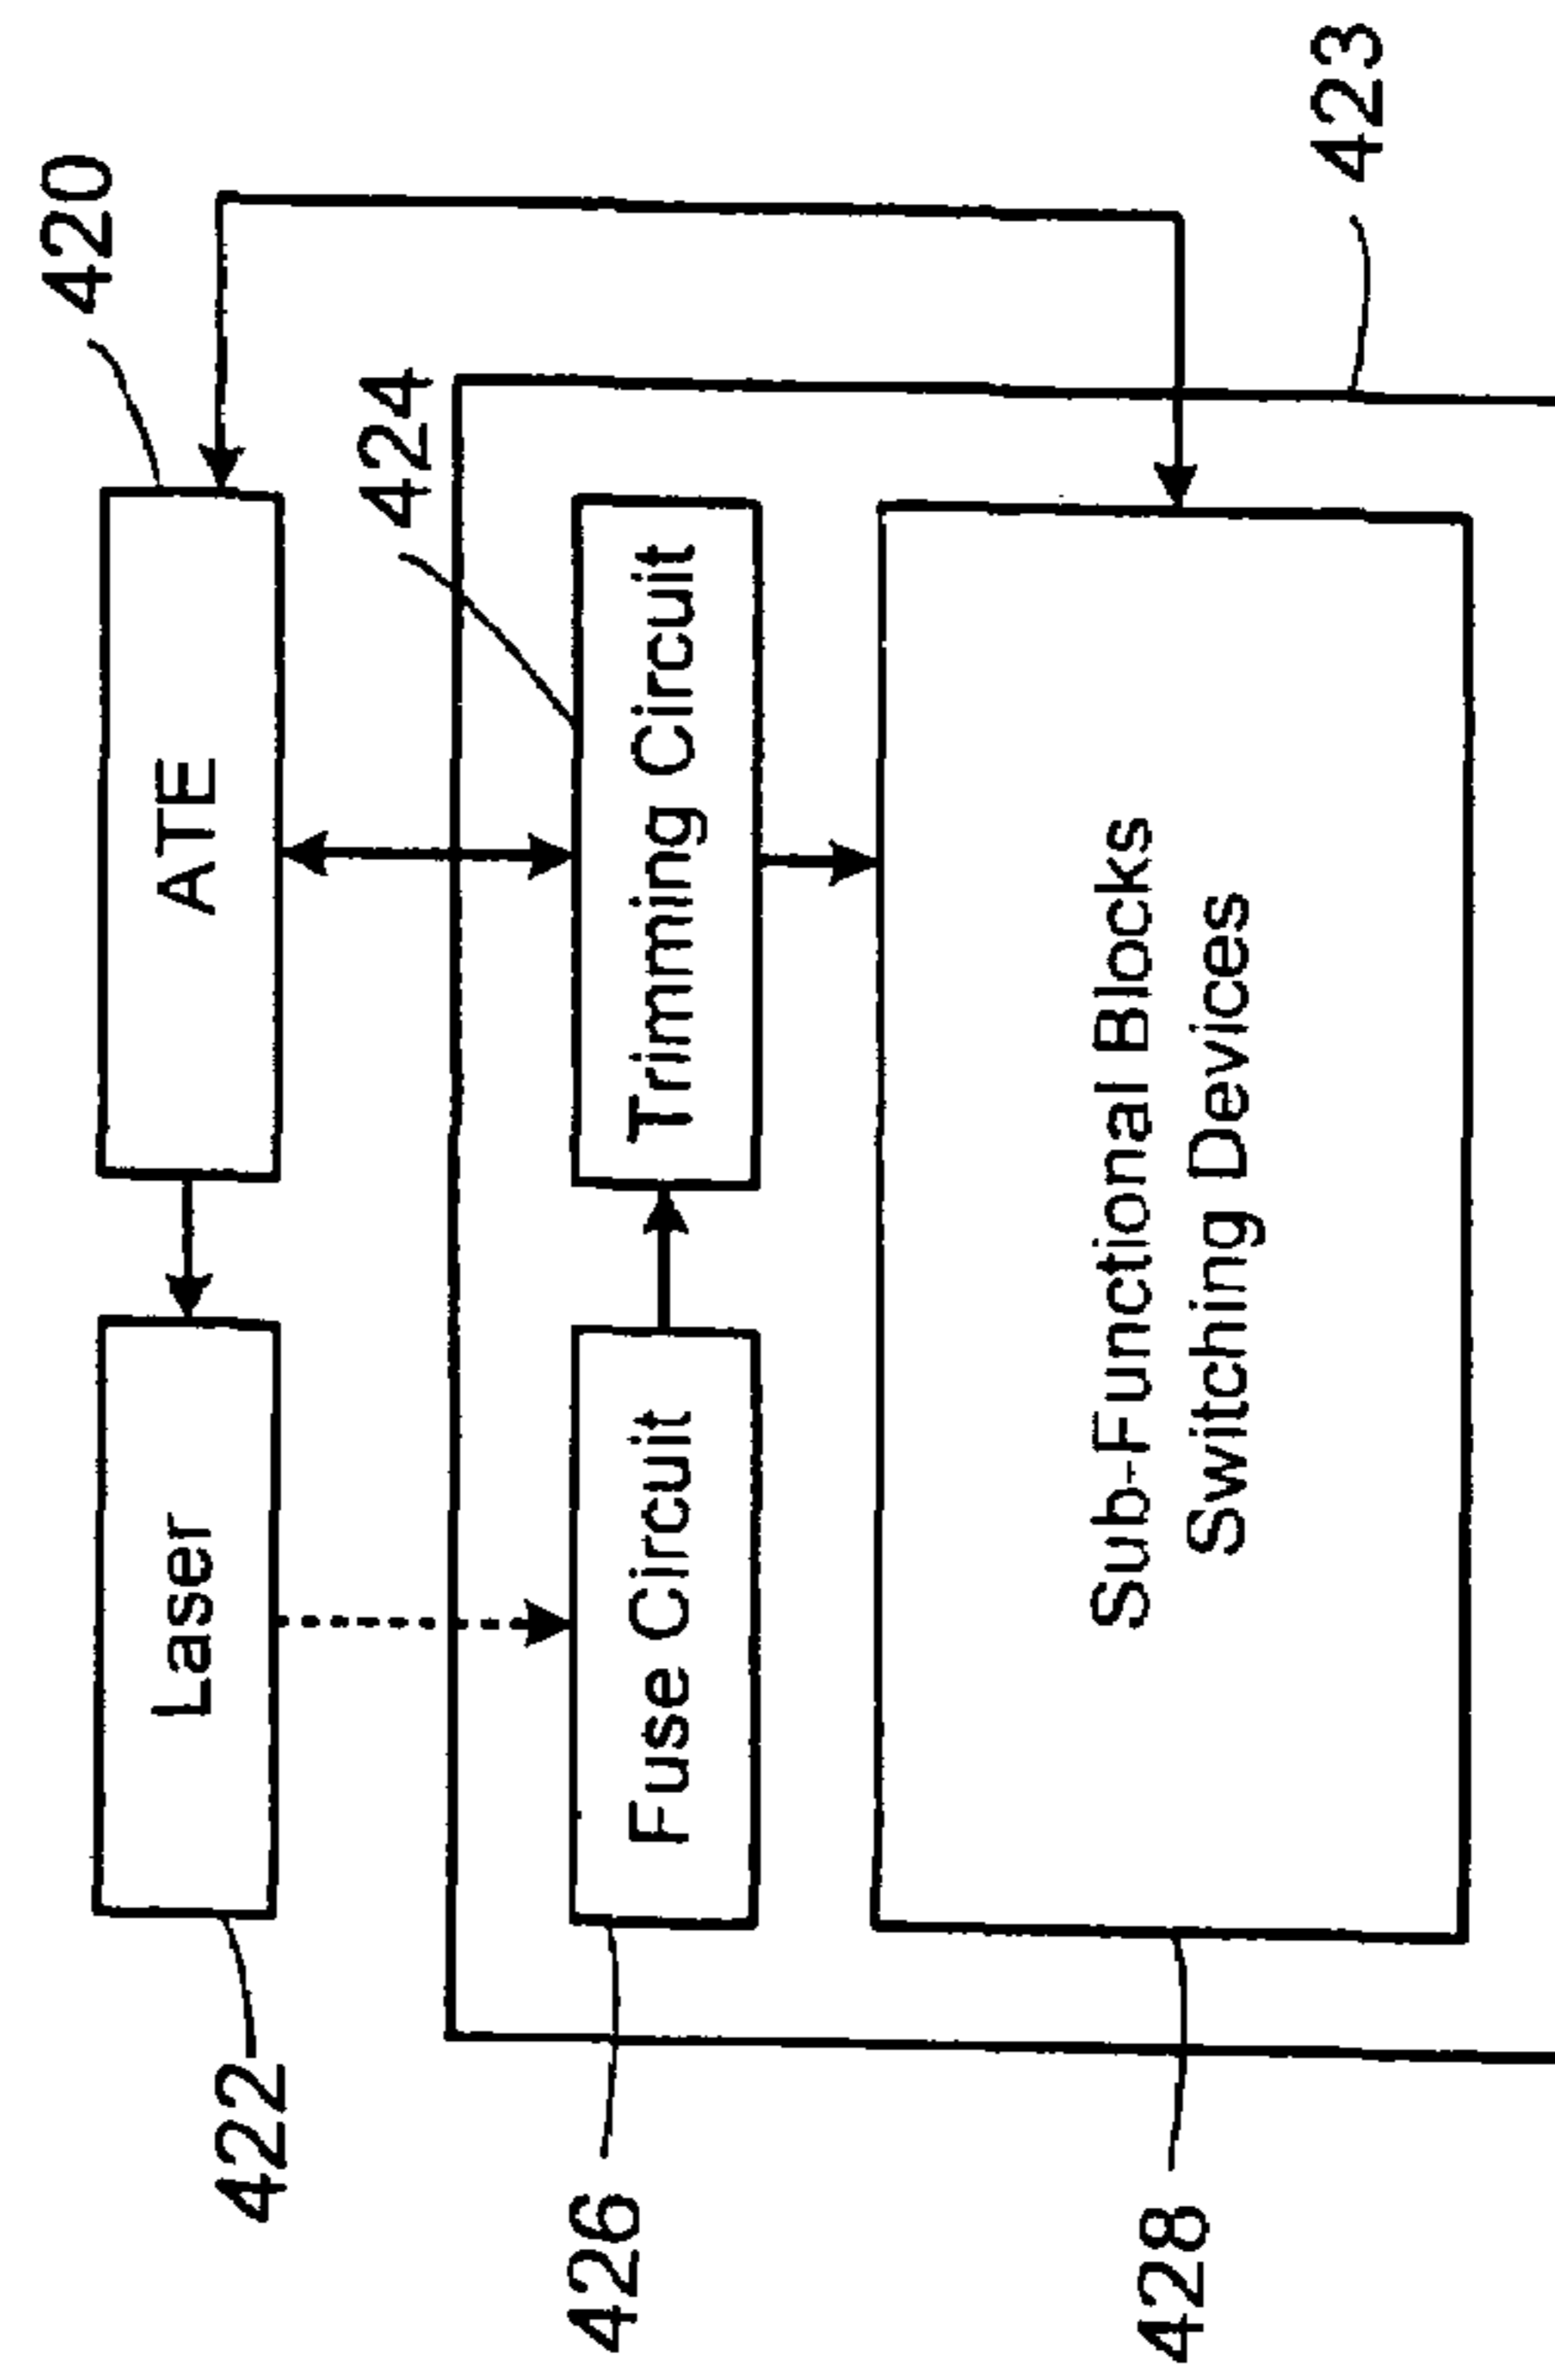 422
Laser
ATE
420
424
426
Fuse Circuit
Trimming Circuit
428
Sub-Functional Blocks
Switching Devices
423